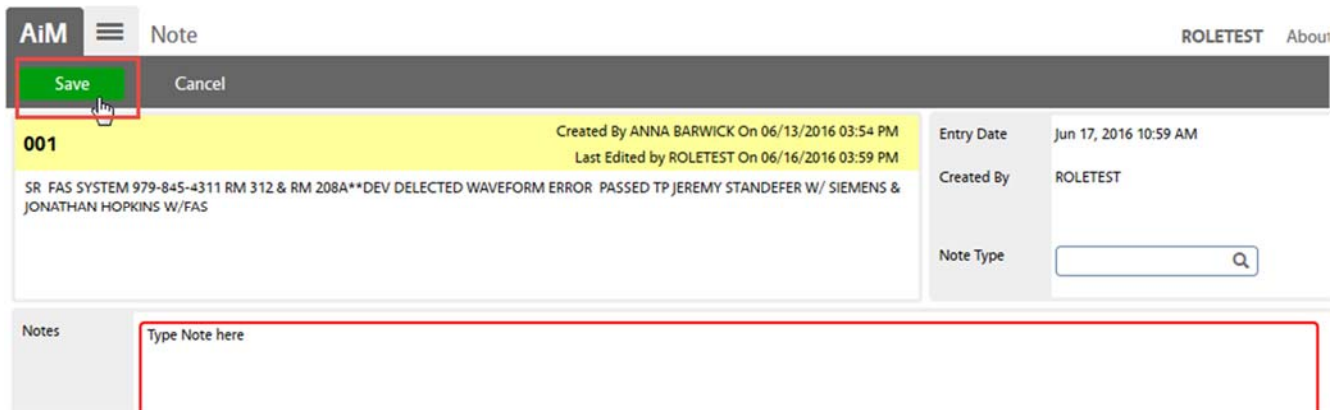 AiM Note ROLETEST About
Save Cancel
001
Created By ANNA BARWICK On 06/13/2016 03:54 PM
Last Edited by ROLETEST On 06/16/2016 03:59 PM
SR FAS SYSTEM 979-845-4311 RM 312 & RM 208A**DEV DELECTED WAVEFORM ERROR PASSED TP JEREMY STANDEFER W/ SIEMENS &
JONATHAN HOPKINS W/FAS
Entry Date Jun 17, 2016 10:59 AM
Created By ROLETEST
Note Type
Notes Type Note here